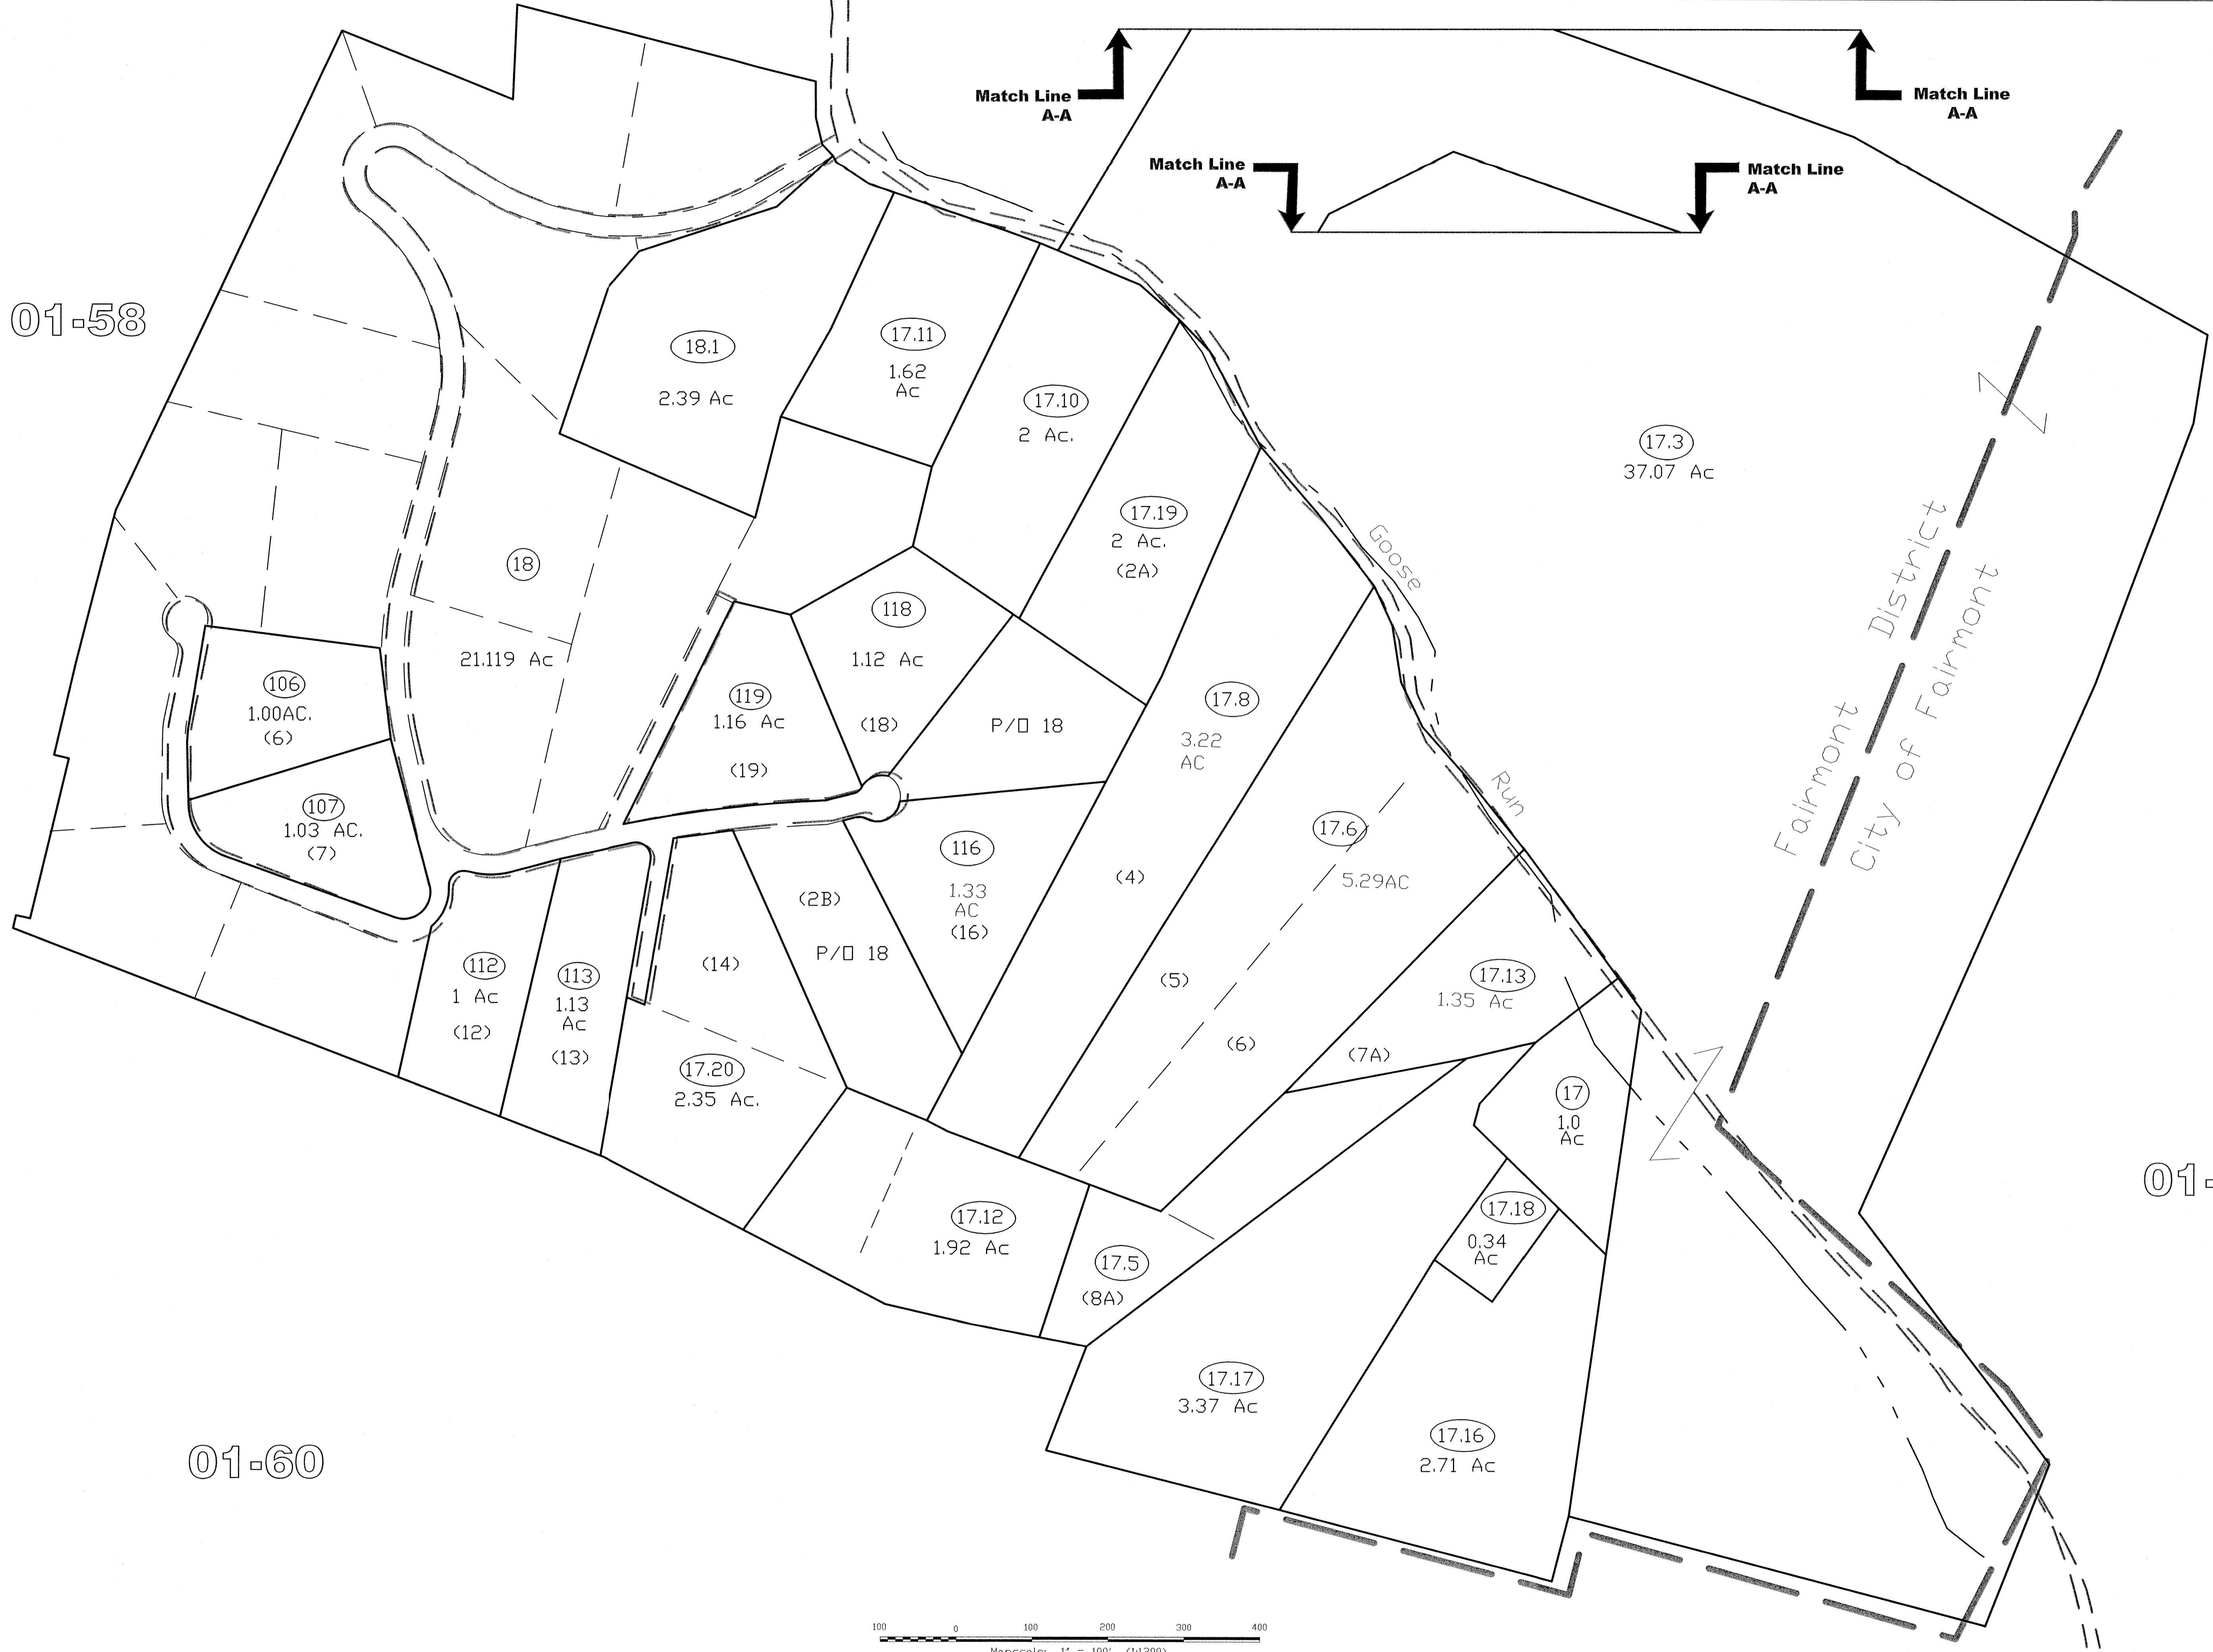 Match Line
A-A
Match Line
A-A
Match Line
A-A
Match Line
A-A
01-58
18.1
2.39 Ac
17.11
1.62
Ac
17.10
2 Ac.
17.3
37.07 Ac
17.19
2 Ac.
(2A)
Goose
Run
Fairmont District
City of Fairmont
18
21.119 Ac
118
1.12 Ac
(18)
119
1.16 Ac
(19)
P/O 18
17.8
3.22
AC
(4)
106
1.00AC.
(6)
107
1.03 AC.
(7)
17.6
5.29AC
(5)
(6)
116
1.33
AC
(16)
(2B)
P/O 18
(14)
112
1 Ac
(12)
113
1.13
Ac
(13)
17.13
1.35 Ac
(7A)
17.20
2.35 Ac.
17
1.0
Ac
17.18
0.34
Ac
17.12
1.92 Ac
17.5
(8A)
01-
17.17
3.37 Ac
17.16
2.71 Ac
01-60
100 0 100 200 300 400